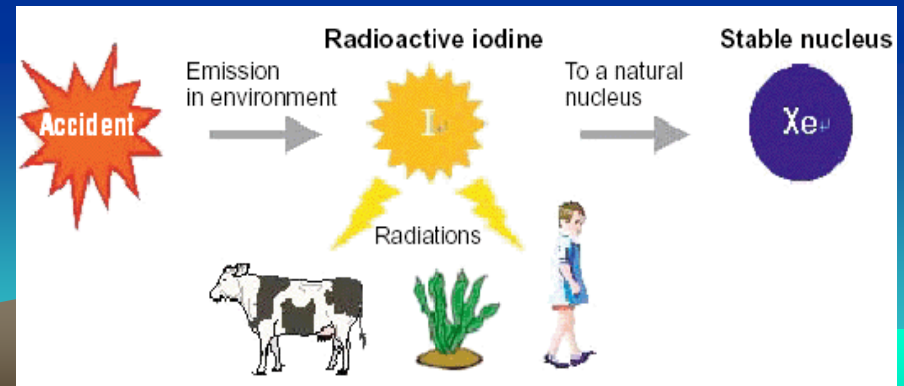 Radioactive iodine
Stable nucleus
Emission
in environment
To a natural
nucleus
Accident
I↵
Xe↵
Radiations